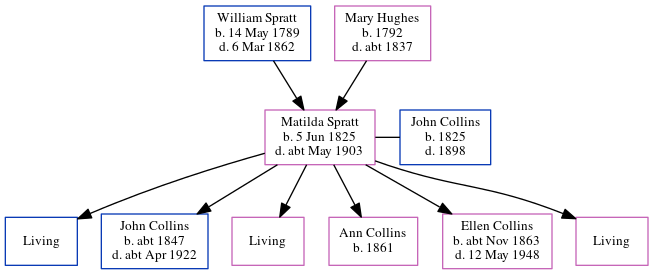 William Spratt
b. 14 May 1789
d. 6 Mar 1862
Mary Hughes
b. 1792
d. abt 1837
Matilda Spratt
b. 5 Jun 1825
d. abt May 1903
John Collins
b. 1825
d. 1898
Living
John Collins
b. abt 1847
d. abt Apr 1922
Living
Ann Collins
b. 1861
Ellen Collins
b. abt Nov 1863
d. 12 May 1948
Living